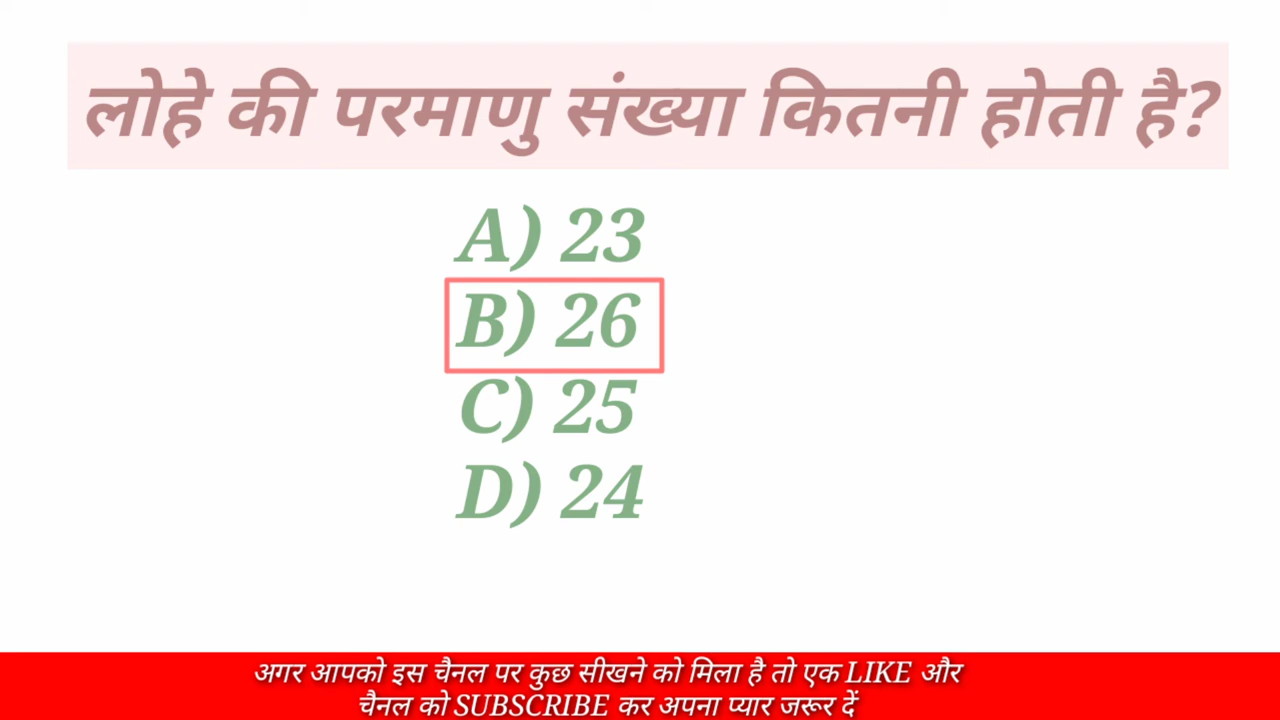 लोहे की परमाणु संख्या कितनी होती है?
A) 23
B) 26
C) 25
D) 24
अगर आपको इस चैनल पर कुछ सीखने को मिला है तो एक LIKE और
चैनल को SUBSCRIBE कर अपना प्यार जरूर दें